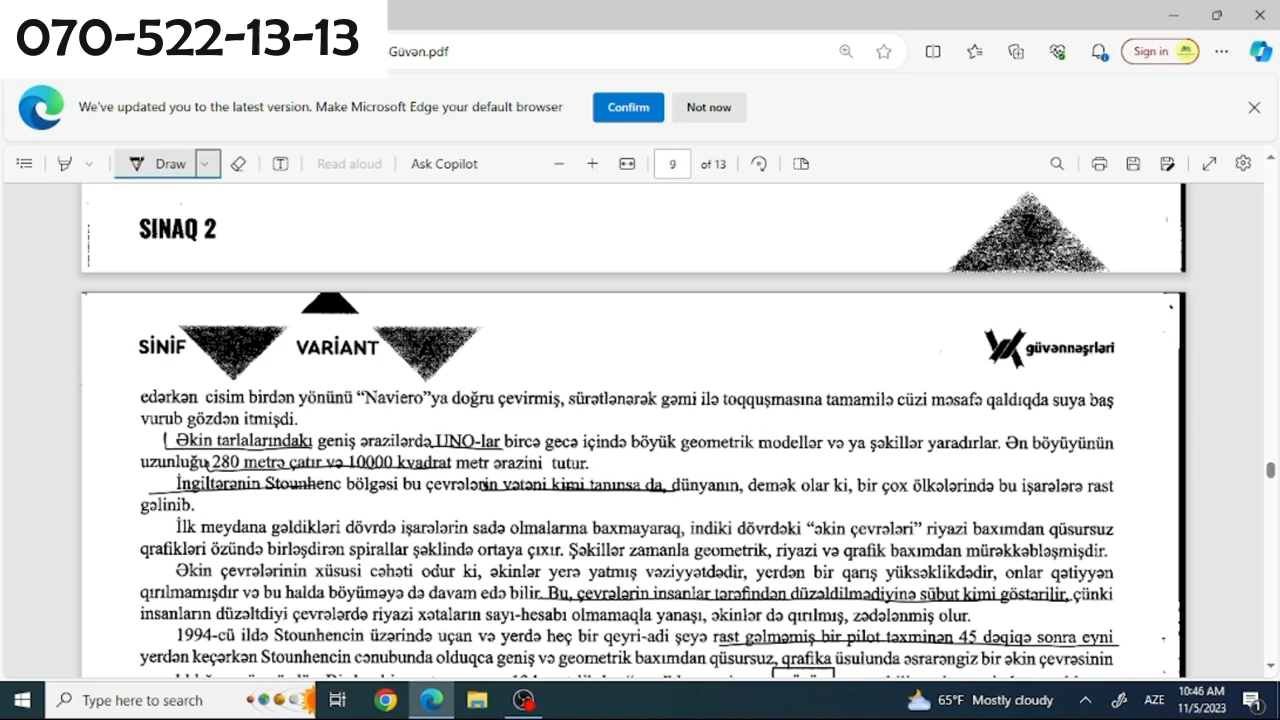 070-522-13-13
Güvən.pdf
Sign in
We've updated you to the latest version. Make Microsoft Edge your default browser
Confirm
Not now
Draw
Read aloud
Ask Copilot
9
of 13
SINAQ 2
SİNİF
VARİANT
güvənnəşrləri
edərkən cisim birdən yönünü “Naviero”ya doğru çevirmiş, sürətlənərək gəmi ilə toqquşmasına tamamilə cüzi məsafə qaldıqda suya baş
vurub gözdən itmişdi.
Əkin tarlalarındakı geniş ərazilərdə UNO-lar bircə gecə içində böyük geometrik modellər və ya şəkillər yaradırlar. Ən böyüyünün
uzunluğu 280 metrə çatır və 10000 kvadrat metr ərazini tutur.
İngiltərənin Stounhenc bölgəsi bu çevrələrin vətəni kimi tanınsa da, dünyanın, demək olar ki, bir çox ölkələrində bu işarələrə rast
gəlinib.
İlk meydana gəldikləri dövrdə işarələrin sadə olmalarına baxmayaraq, indiki dövrdəki “əkin çevrələri” riyazi baxımdan qüsursuz
qrafikləri özündə birləşdirən spirallar şəklində ortaya çıxır. Şəkillər zamanla geometrik, riyazi və qrafik baxımdan mürəkkəbləşmişdir.
Əkin çevrələrinin xüsusi cəhəti odur ki, əkinlər yerə yatmış vəziyyətdədir, yerdən bir qarış yüksəklikdədir, onlar qətiyyən
qırılmamışdır və bu halda böyüməyə də davam edə bilir. Bu, çevrələrin insanlar tərəfindən düzəldilmədiyinə sübut kimi göstərilir, çünki
insanların düzəltdiyi çevrələrdə riyazi xətaların sayı-hesabı olmamaqla yanaşı, əkinlər də qırılmış, zədələnmiş olur.
1994-cü ildə Stounhencin üzərində uçan və yerdə heç bir qeyri-adi şeyə rast gəlməmiş bir pilot təxminən 45 dəqiqə sonra eyni
yerdən keçərkən Stounhencin cənubunda olduqca geniş və geometrik baxımdan qüsursuz, qrafika üsulunda əsrarəngiz bir əkin çevrəsinin
Type here to search
65°F Mostly cloudy
AZE
10:46 AM
11/5/2023
1